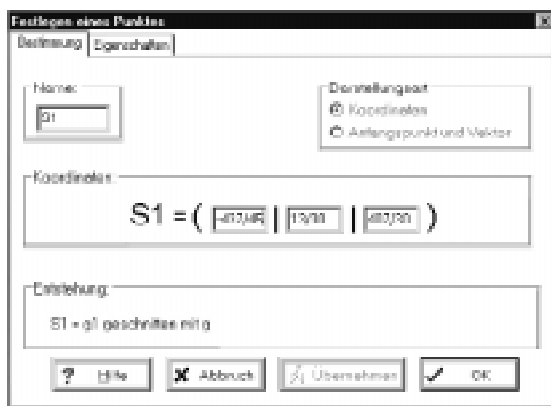 Festlegen eines Punktes
Bestimmung Eigenschaften
Name:
S1
Darstellungsart
Koordinaten
Anfangspunkt und Vektor
Koordinaten:
S1 = ( | | )
Entstehung:
S1 = g1 geschnitten mit g
? Hilfe Abbruch Übernehmen OK